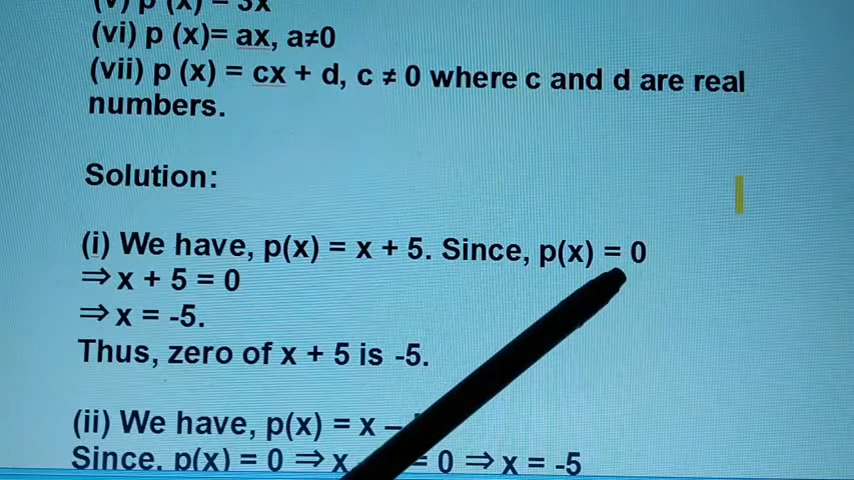 (v) p (x) = 3x
(vi) p (x)= ax, a≠0
(vii) p (x) = cx + d, c ≠ 0 where c and d are real
numbers.
Solution:
(i) We have, p(x) = x + 5. Since, p(x) = 0
⇒ x + 5 = 0
⇒ x = -5.
Thus, zero of x + 5 is -5.
(ii) We have, p(x) = x –
Since, p(x) = 0 ⇒ x = 0 ⇒ x = -5